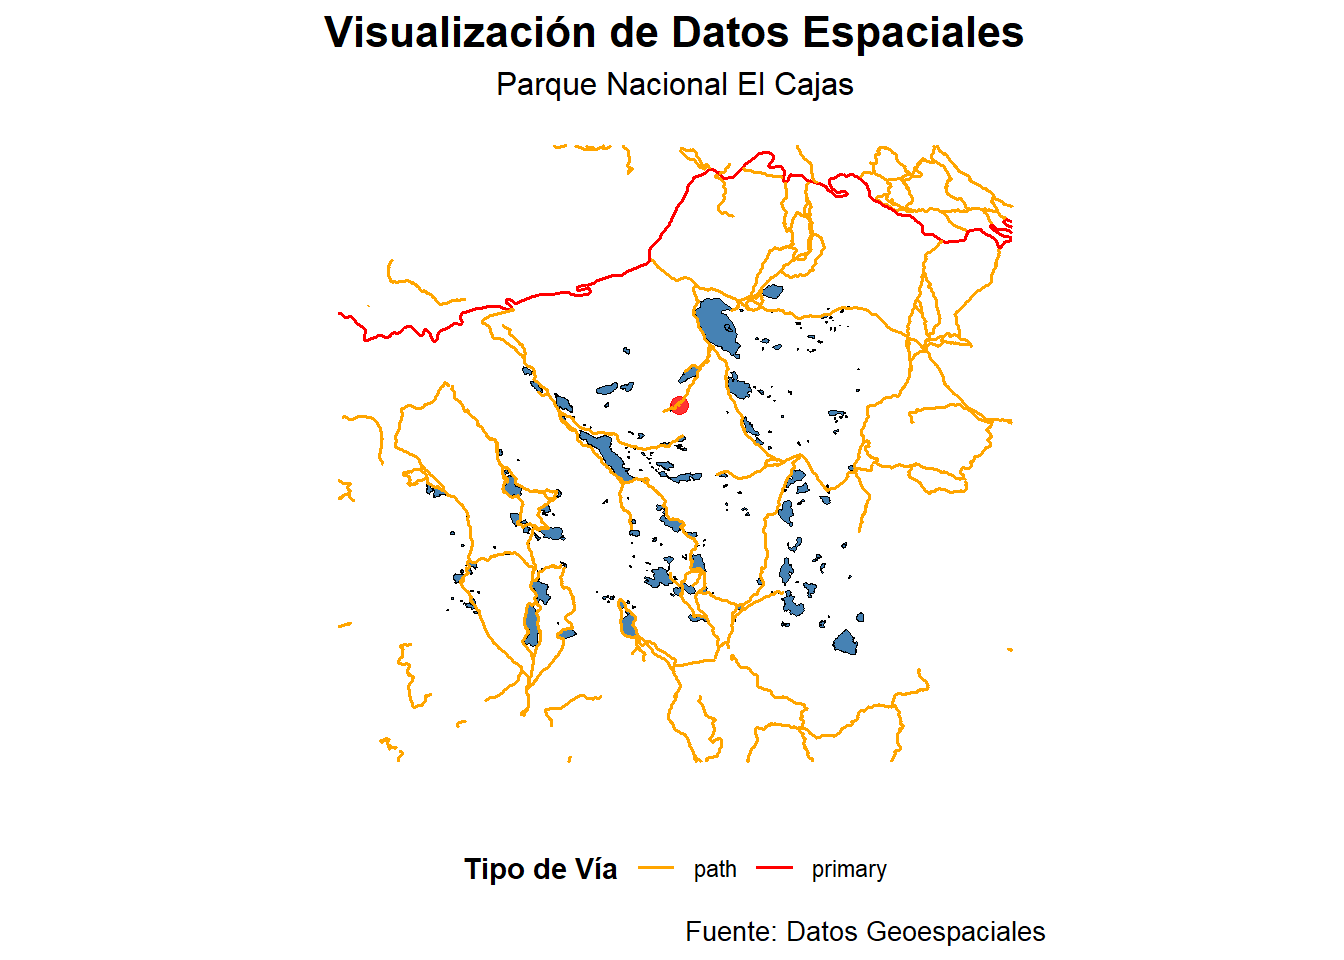 Visualización de Datos Espaciales
Parque Nacional El Cajas
Tipo de Vía path primary
Fuente: Datos Geoespaciales